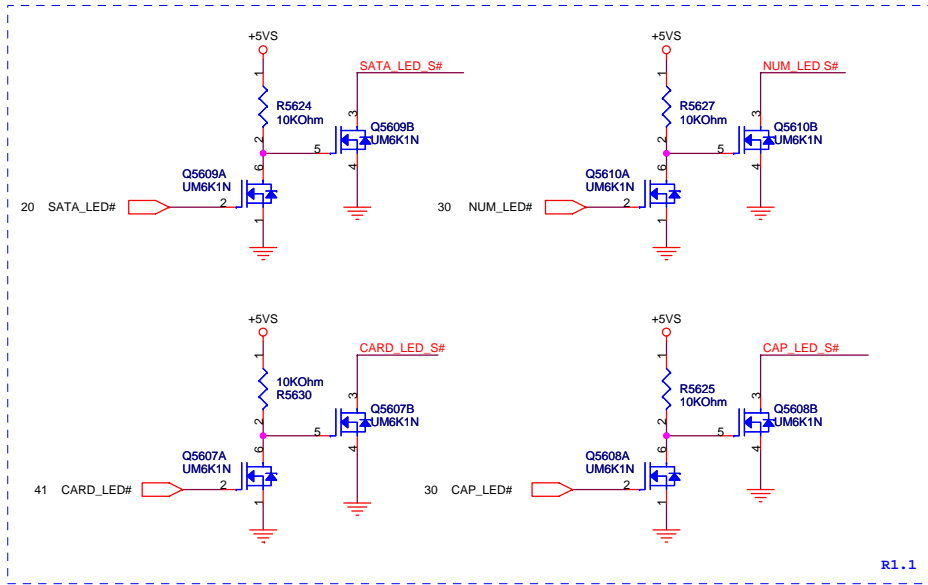 +5VS
SATA_LED_S#
1
R5624
10KOhm
2
3
Q5609B
UM6K1N
5
4
6
Q5609A
UM6K1N
20 SATA_LED#
2
1
+5VS
NUM_LED S#
1
R5627
10KOhm
2
3
Q5610B
UM6K1N
5
4
6
Q5610A
UM6K1N
30 NUM_LED#
2
1
+5VS
CARD_LED_S#
1
10KOhm
R5630
2
3
Q5607B
UM6K1N
5
4
6
Q5607A
UM6K1N
41 CARD_LED#
2
1
+5VS
CAP_LED_S#
1
R5625
10KOhm
2
3
Q5608B
UM6K1N
5
4
6
Q5608A
UM6K1N
30 CAP_LED#
2
1
R1.1